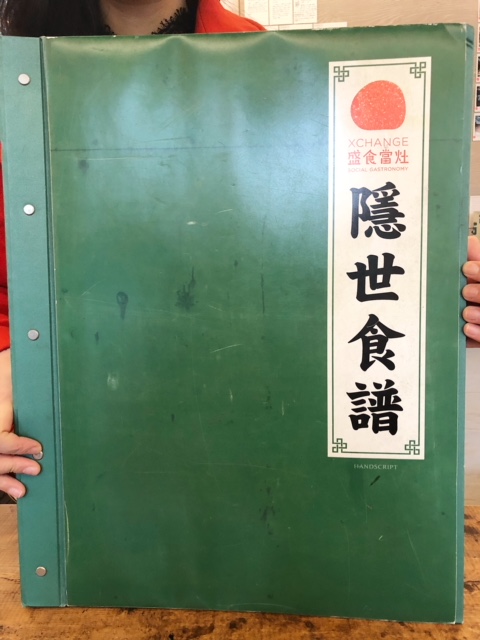 XCHANGE
盛食當灶
SOCIAL GASTRONOMY
隱世食譜
HANDSCRIPT